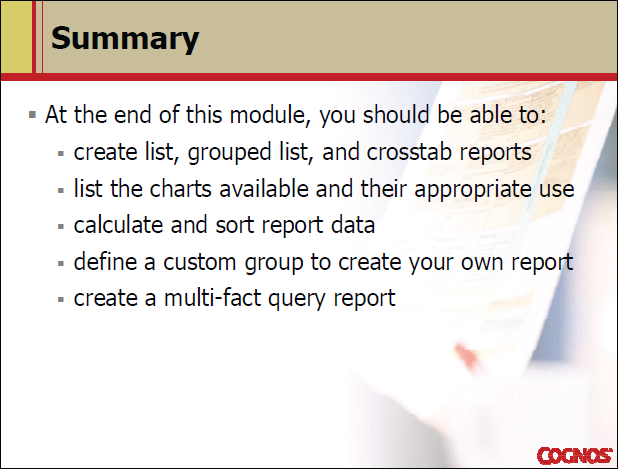 Summary
At the end of this module, you should be able to:
create list, grouped list, and crosstab reports
list the charts available and their appropriate use
calculate and sort report data
define a custom group to create your own report
create a multi-fact query report
COGNOS